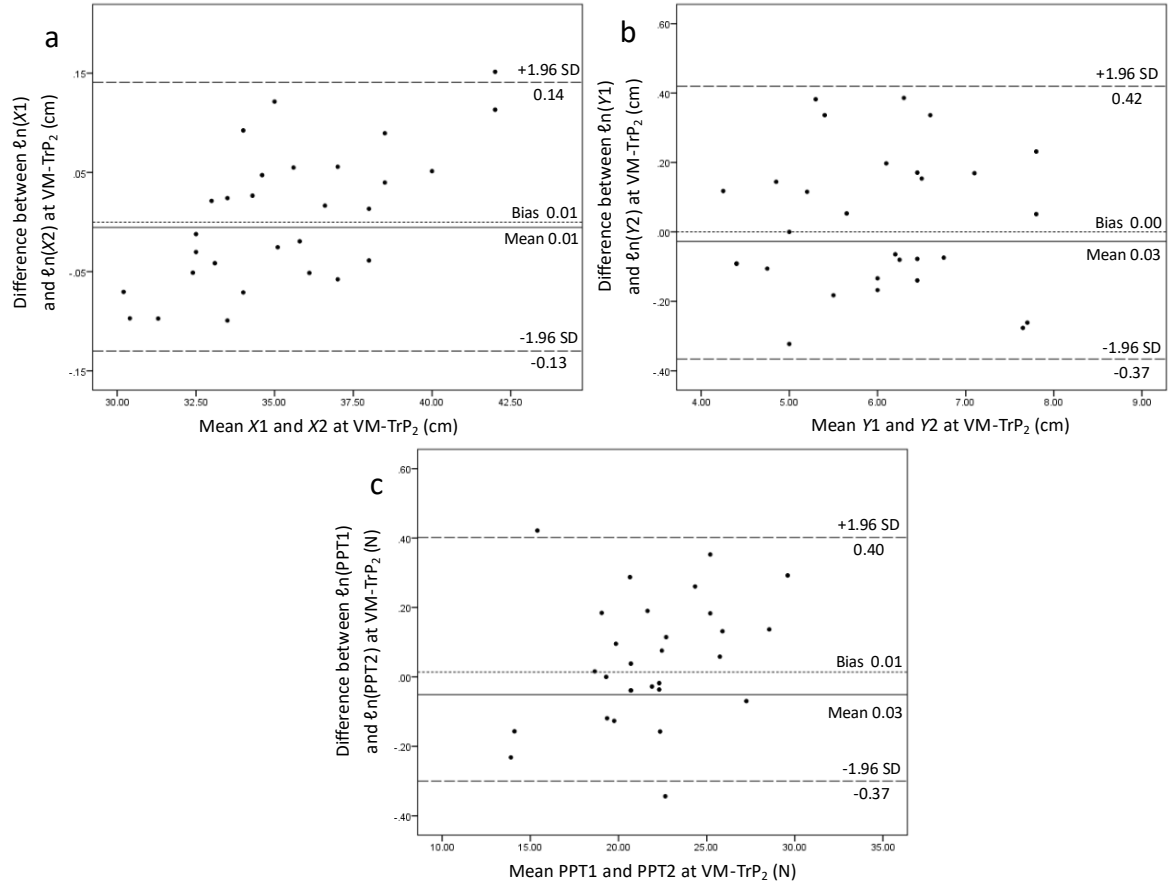 a
Difference between ℓn(X1)
and ℓn(X2) at VM-TrP₂ (cm)
.15
.05
-.05
-.15
+1.96 SD
0.14
Bias 0.01
Mean 0.01
-1.96 SD
-0.13
30.00 32.50 35.00 37.50 40.00 42.50
Mean X1 and X2 at VM-TrP₂ (cm)
b
Difference between ℓn(Y1)
and ℓn(Y2) at VM-TrP₂ (cm)
.60
.40
.20
.00
-.20
-.40
+1.96 SD
0.42
Bias 0.00
Mean 0.03
-1.96 SD
-0.37
4.00 5.00 6.00 7.00 8.00 9.00
Mean Y1 and Y2 at VM-TrP₂ (cm)
c
Difference between ℓn(PPT1)
and ℓn(PPT2) at VM-TrP₂ (N)
.60
.40
.20
.00
-.20
-.40
+1.96 SD
0.40
Bias 0.01
Mean 0.03
-1.96 SD
-0.37
10.00 15.00 20.00 25.00 30.00 35.00
Mean PPT1 and PPT2 at VM-TrP₂ (N)